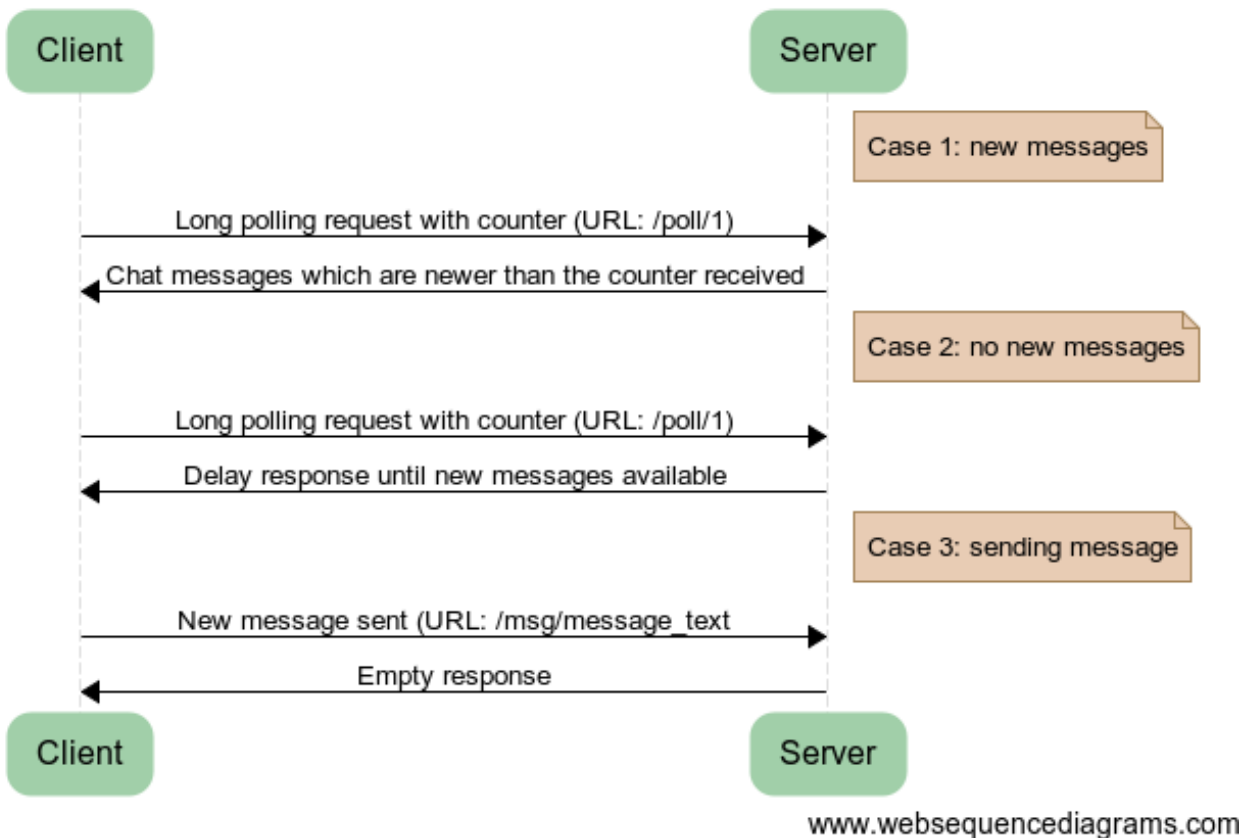 Client
Server
Case 1: new messages
Long polling request with counter (URL: /poll/1)
Chat messages which are newer than the counter received
Case 2: no new messages
Long polling request with counter (URL: /poll/1)
Delay response until new messages available
Case 3: sending message
New message sent (URL: /msg/message_text
Empty response
Client
Server
www.websequencediagrams.com